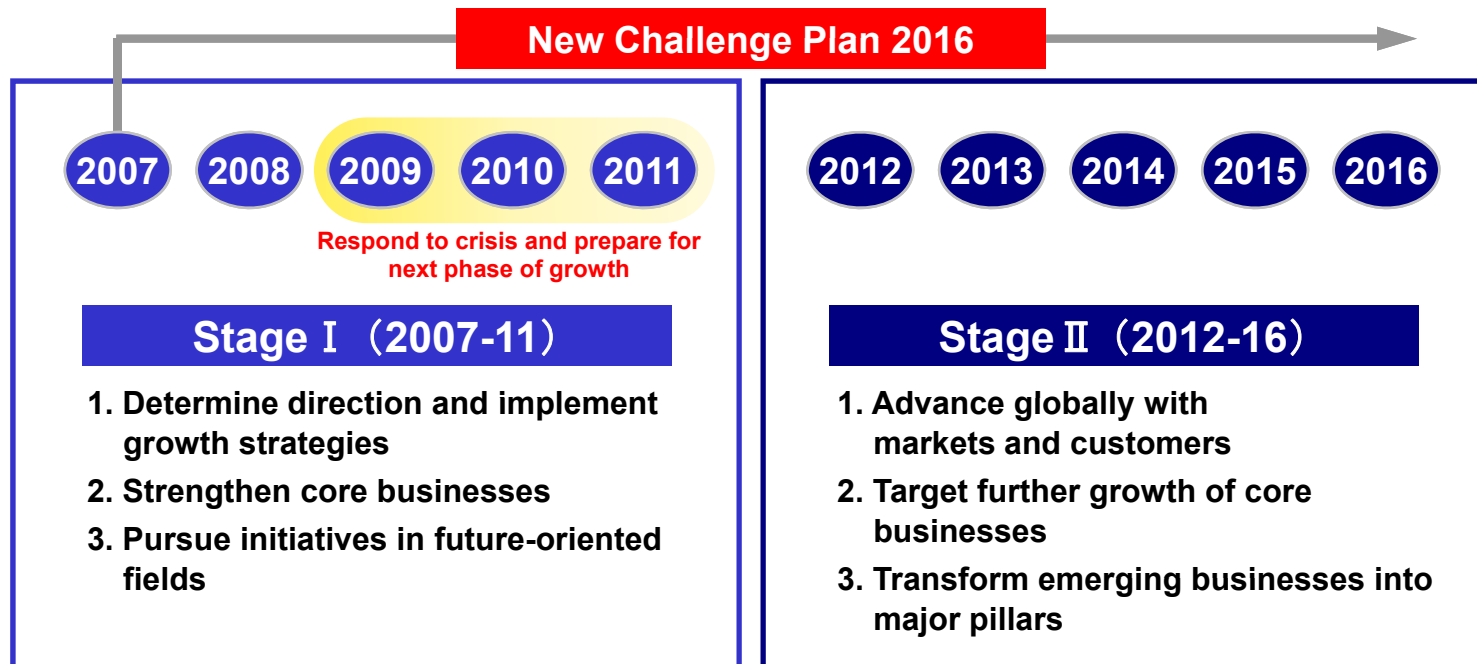 New Challenge Plan 2016
2007
2008
2009
2010
2011
Respond to crisis and prepare for
next phase of growth
Stage Ⅰ（2007-11）
1. Determine direction and implement
growth strategies
2. Strengthen core businesses
3. Pursue initiatives in future-oriented
fields
2012
2013
2014
2015
2016
Stage Ⅱ（2012-16）
1. Advance globally with
markets and customers
2. Target further growth of core
businesses
3. Transform emerging businesses into
major pillars